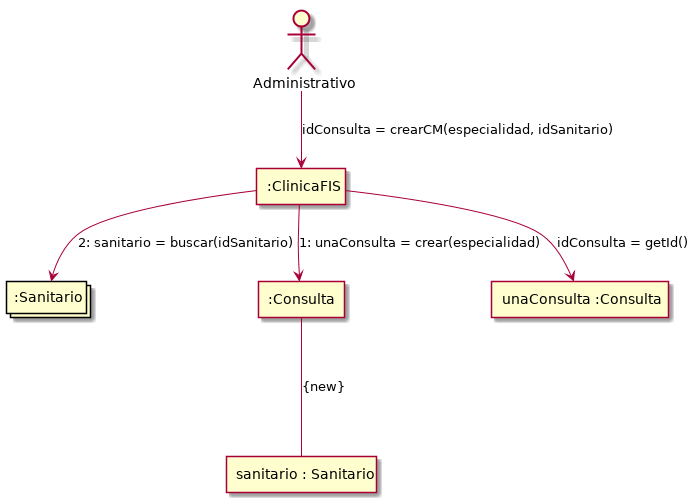 Administrativo
idConsulta = crearCM(especialidad, idSanitario)
:ClinicaFIS
2: sanitario = buscar(idSanitario)
1: unaConsulta = crear(especialidad)
idConsulta = getId()
:Sanitario
:Consulta
unaConsulta :Consulta
{new}
sanitario : Sanitario